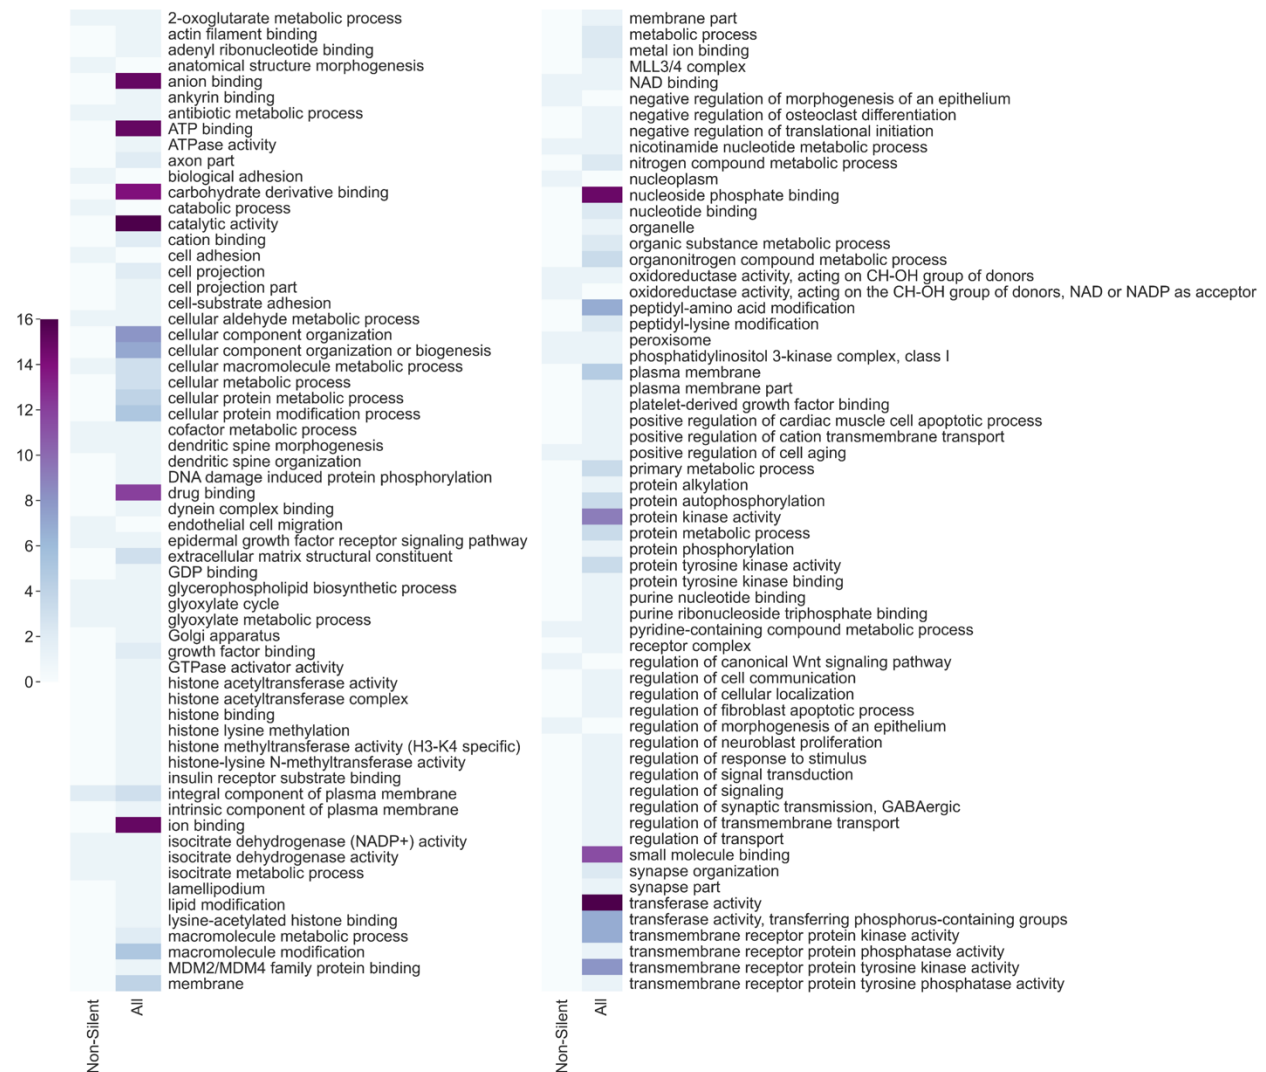 2-oxoglutarate metabolic process
actin filament binding
adenyl ribonucleotide binding
anatomical structure morphogenesis
anion binding
ankyrin binding
antibiotic metabolic process
ATP binding
ATPase activity
axon part
biological adhesion
carbohydrate derivative binding
catabolic process
catalytic activity
cation binding
cell adhesion
cell projection
cell projection part
cell-substrate adhesion
cellular aldehyde metabolic process
cellular component organization
cellular component organization or biogenesis
cellular macromolecule metabolic process
cellular metabolic process
cellular protein metabolic process
cellular protein modification process
cofactor metabolic process
dendritic spine morphogenesis
dendritic spine organization
DNA damage induced protein phosphorylation
drug binding
dynein complex binding
endothelial cell migration
epidermal growth factor receptor signaling pathway
extracellular matrix structural constituent
GDP binding
glycerophospholipid biosynthetic process
glyoxylate cycle
glyoxylate metabolic process
Golgi apparatus
growth factor binding
GTPase activator activity
histone acetyltransferase activity
histone acetyltransferase complex
histone binding
histone lysine methylation
histone methyltransferase activity (H3-K4 specific)
histone-lysine N-methyltransferase activity
insulin receptor substrate binding
integral component of plasma membrane
intrinsic component of plasma membrane
ion binding
isocitrate dehydrogenase (NADP+) activity
isocitrate dehydrogenase activity
isocitrate metabolic process
lamellipodium
lipid modification
lysine-acetylated histone binding
macromolecule metabolic process
macromolecule modification
MDM2/MDM4 family protein binding
membrane
16
14
12
10
8
6
4
2
0
Non-Silent
All
membrane part
metabolic process
metal ion binding
MLL3/4 complex
NAD binding
negative regulation of morphogenesis of an epithelium
negative regulation of osteoclast differentiation
negative regulation of translational initiation
nicotinamide nucleotide metabolic process
nitrogen compound metabolic process
nucleoplasm
nucleoside phosphate binding
nucleotide binding
organelle
organic substance metabolic process
organonitrogen compound metabolic process
oxidoreductase activity, acting on CH-OH group of donors
oxidoreductase activity, acting on the CH-OH group of donors, NAD or NADP as acceptor
peptidyl-amino acid modification
peptidyl-lysine modification
peroxisome
phosphatidylinositol 3-kinase complex, class I
plasma membrane
plasma membrane part
platelet-derived growth factor binding
positive regulation of cardiac muscle cell apoptotic process
positive regulation of cation transmembrane transport
positive regulation of cell aging
primary metabolic process
protein alkylation
protein autophosphorylation
protein kinase activity
protein metabolic process
protein phosphorylation
protein tyrosine kinase activity
protein tyrosine kinase binding
purine nucleotide binding
purine ribonucleoside triphosphate binding
pyridine-containing compound metabolic process
receptor complex
regulation of canonical Wnt signaling pathway
regulation of cell communication
regulation of cellular localization
regulation of fibroblast apoptotic process
regulation of morphogenesis of an epithelium
regulation of neuroblast proliferation
regulation of response to stimulus
regulation of signal transduction
regulation of signaling
regulation of synaptic transmission, GABAergic
regulation of transmembrane transport
regulation of transport
small molecule binding
synapse organization
synapse part
transferase activity
transferase activity, transferring phosphorus-containing groups
transmembrane receptor protein kinase activity
transmembrane receptor protein phosphatase activity
transmembrane receptor protein tyrosine kinase activity
transmembrane receptor protein tyrosine phosphatase activity
Non-Silent
All